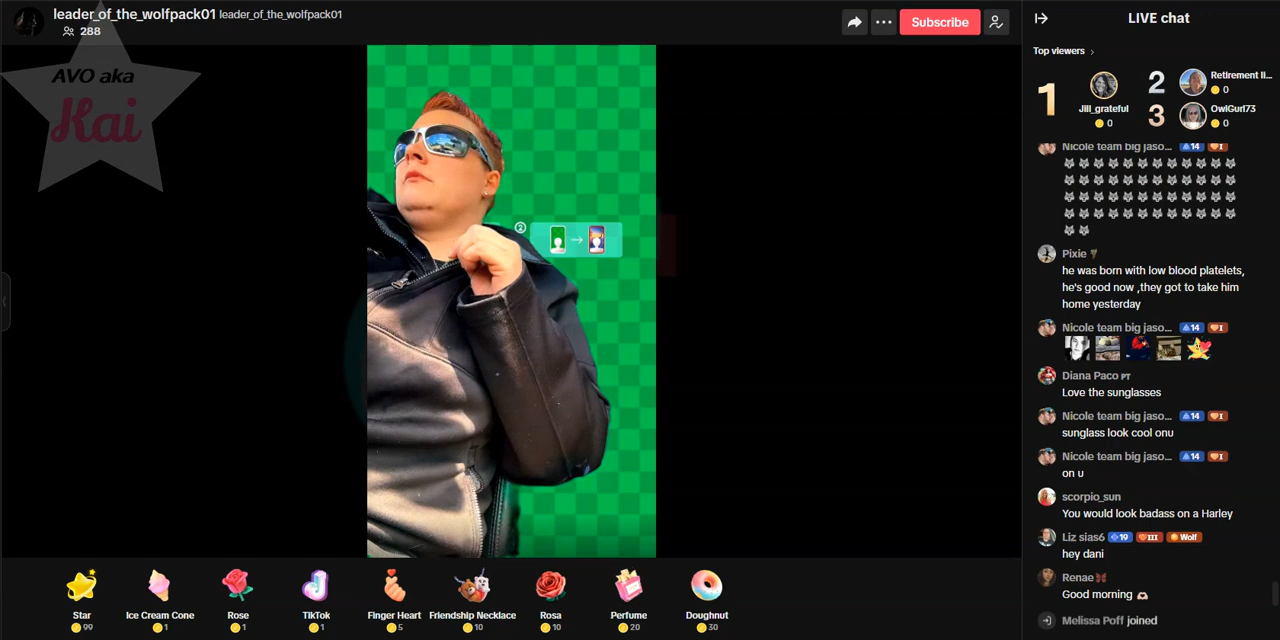 leader_of_the_wolfpack01 leader_of_the_wolfpack01
288
Subscribe
AVO aka
Kai
2
LIVE chat
Top viewers
1
Jill_grateful
0
2
Retirement li...
0
3
OwlGurl73
0
Nicole team big jaso... 14 I
Pixie
he was born with low blood platelets,
he's good now ,they got to take him
home yesterday
Nicole team big jaso... 14 I
Diana Paco PT
Love the sunglasses
Nicole team big jaso... 14 I
sunglass look cool onu
Nicole team big jaso... 14 I
on u
scorpio_sun
You would look badass on a Harley
Liz sias6 19 III Wolf
hey dani
Renae
Good morning
Melissa Poff joined
Star
99
Ice Cream Cone
1
Rose
1
TikTok
1
Finger Heart
5
Friendship Necklace
10
Rosa
10
Perfume
20
Doughnut
30